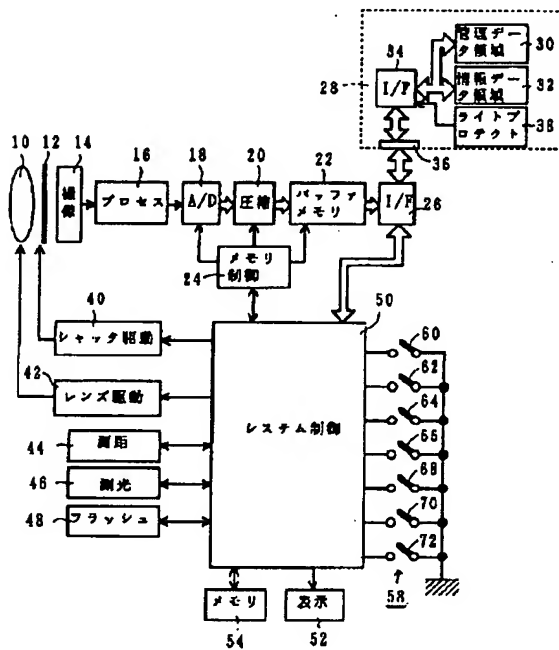 管理デー
タ領域
30
34
I/F
28
情報デー
タ領域
32
ライトプ
ロテクト
38
36
10
12
14
撮像
16
プロセス
18
A/D
20
圧縮
22
バッファ
メモリ
I/F
26
メモリ
制御
24
40
シャッタ駆動
42
レンズ駆動
44
測距
46
測光
48
フラッシュ
50
システム制御
60
62
64
66
68
70
72
58
メモリ
54
表示
52